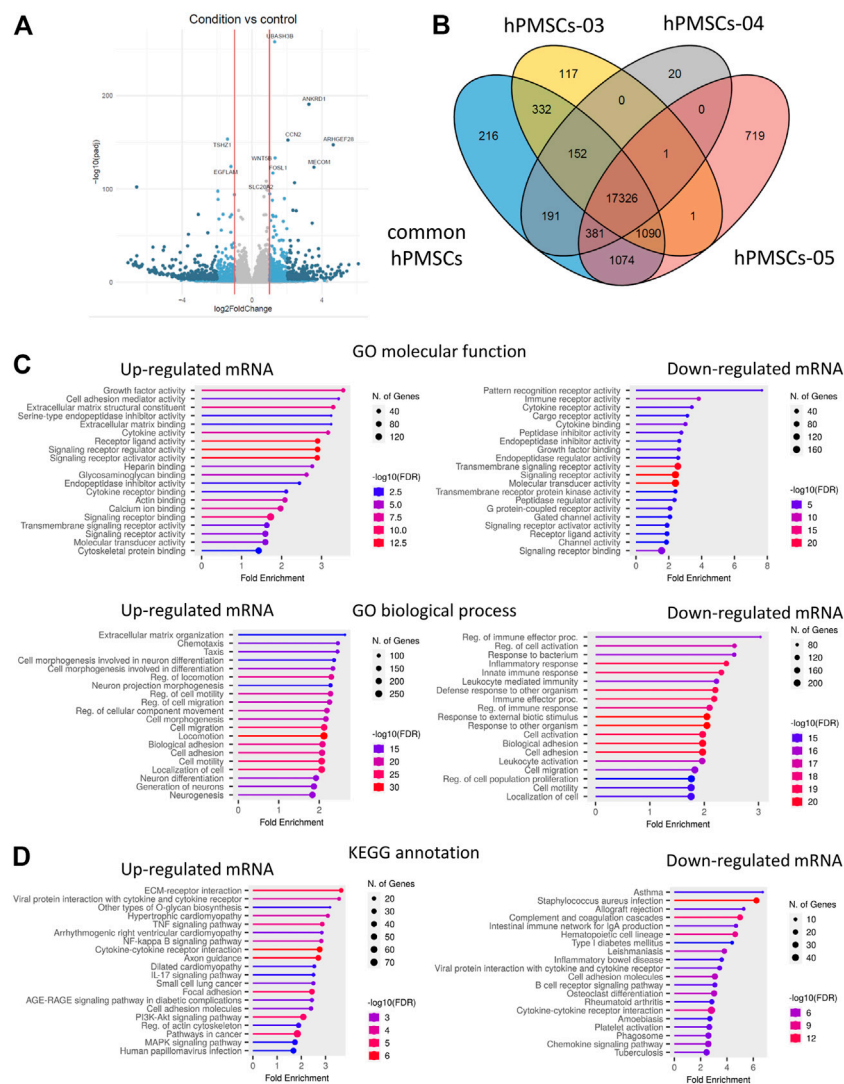 A
Condition vs control
UBASH3B
ANKRD1
CCN2
ARHGEF28
TSHZ1
WNT5B
EGFLAM
FOSL1
MECOM
SLC20A2
200
100
0
−log10(padj)
−4
0
4
log2FoldChange
B
hPMSCs-03
hPMSCs-04
117
20
332
0
0
216
719
152
1
17326
191
1
381
1090
1074
common
hPMSCs
hPMSCs-05
C
GO molecular function
Up-regulated mRNA
Growth factor activity
Cell adhesion mediator activity
Extracellular matrix structural constituent
Serine-type endopeptidase inhibitor activity
Extracellular matrix binding
Cytokine activity
Receptor ligand activity
Signaling receptor regulator activity
Signaling receptor activator activity
Heparin binding
Glycosaminoglycan binding
Endopeptidase inhibitor activity
Cytokine receptor binding
Actin binding
Calcium ion binding
Signaling receptor binding
Transmembrane signaling receptor activity
Signaling receptor activity
Molecular transducer activity
Cytoskeletal protein binding
0
1
2
3
Fold Enrichment
N. of Genes
40
80
120
-log10(FDR)
2.5
5.0
7.5
10.0
12.5
Down-regulated mRNA
Pattern recognition receptor activity
Immune receptor activity
Cytokine receptor activity
Cargo receptor activity
Cytokine binding
Peptidase inhibitor activity
Endopeptidase inhibitor activity
Growth factor binding
Endopeptidase regulator activity
Transmembrane signaling receptor activity
Signaling receptor activity
Molecular transducer activity
Transmembrane receptor protein kinase activity
Peptidase regulator activity
G protein-coupled receptor activity
Gated channel activity
Signaling receptor activator activity
Receptor ligand activity
Channel activity
Signaling receptor binding
0
2
4
6
8
Fold Enrichment
N. of Genes
40
80
120
160
-log10(FDR)
5
10
15
20
GO biological process
Up-regulated mRNA
Extracellular matrix organization
Chemotaxis
Taxis
Cell morphogenesis involved in neuron differentiation
Cell morphogenesis involved in differentiation
Reg. of locomotion
Neuron projection morphogenesis
Reg. of cell motility
Reg. of cell migration
Reg. of cellular component movement
Cell morphogenesis
Cell migration
Locomotion
Biological adhesion
Cell adhesion
Cell motility
Localization of cell
Neuron differentiation
Generation of neurons
Neurogenesis
0
1
2
Fold Enrichment
N. of Genes
100
150
200
250
-log10(FDR)
15
20
25
30
Down-regulated mRNA
Reg. of immune effector proc.
Reg. of cell activation
Response to bacterium
Inflammatory response
Innate immune response
Leukocyte mediated immunity
Defense response to other organism
Immune effector proc.
Reg. of immune response
Response to external biotic stimulus
Response to other organism
Cell activation
Biological adhesion
Cell adhesion
Leukocyte activation
Cell migration
Reg. of cell population proliferation
Cell motility
Localization of cell
0
1
2
3
Fold Enrichment
N. of Genes
80
120
160
200
-log10(FDR)
15
16
17
18
19
20
D
KEGG annotation
Up-regulated mRNA
ECM-receptor interaction
Viral protein interaction with cytokine and cytokine receptor
Other types of O-glycan biosynthesis
Hypertrophic cardiomyopathy
TNF signaling pathway
Arrhythmogenic right ventricular cardiomyopathy
NF-kappa B signaling pathway
Cytokine-cytokine receptor interaction
Axon guidance
Dilated cardiomyopathy
IL-17 signaling pathway
Small cell lung cancer
Focal adhesion
AGE-RAGE signaling pathway in diabetic complications
Cell adhesion molecules
PI3K-Akt signaling pathway
Reg. of actin cytoskeleton
Pathways in cancer
MAPK signaling pathway
Human papillomavirus infection
0
1
2
3
Fold Enrichment
N. of Genes
20
30
40
50
60
70
-log10(FDR)
3
4
5
6
Down-regulated mRNA
Asthma
Staphylococcus aureus infection
Allograft rejection
Complement and coagulation cascades
Intestinal immune network for IgA production
Hematopoietic cell lineage
Type I diabetes mellitus
Leishmaniasis
Inflammatory bowel disease
Viral protein interaction with cytokine and cytokine receptor
Cell adhesion molecules
B cell receptor signaling pathway
Osteoclast differentiation
Rheumatoid arthritis
Cytokine-cytokine receptor interaction
Amoebiasis
Platelet activation
Phagosome
Chemokine signaling pathway
Tuberculosis
0
2
4
6
Fold Enrichment
N. of Genes
10
20
30
40
-log10(FDR)
6
9
12